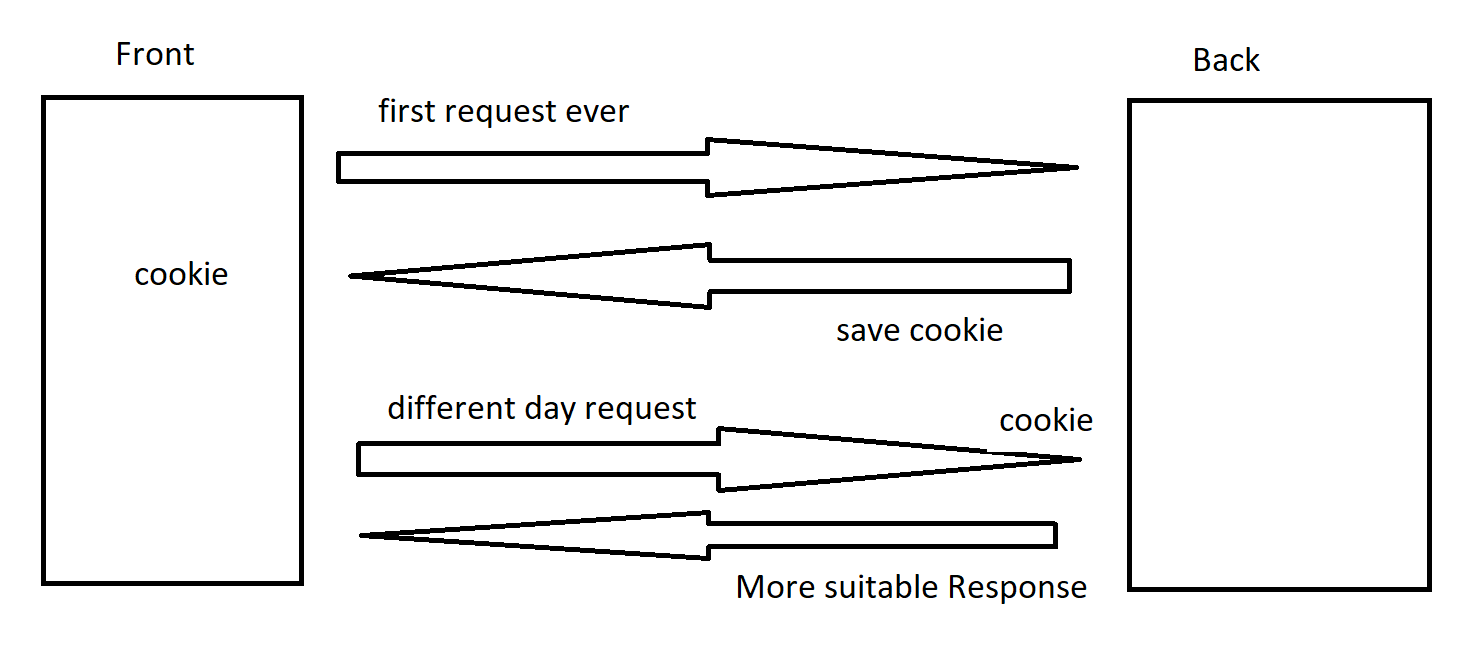 Front
Back
first request ever
cookie
save cookie
different day request
cookie
More suitable Response